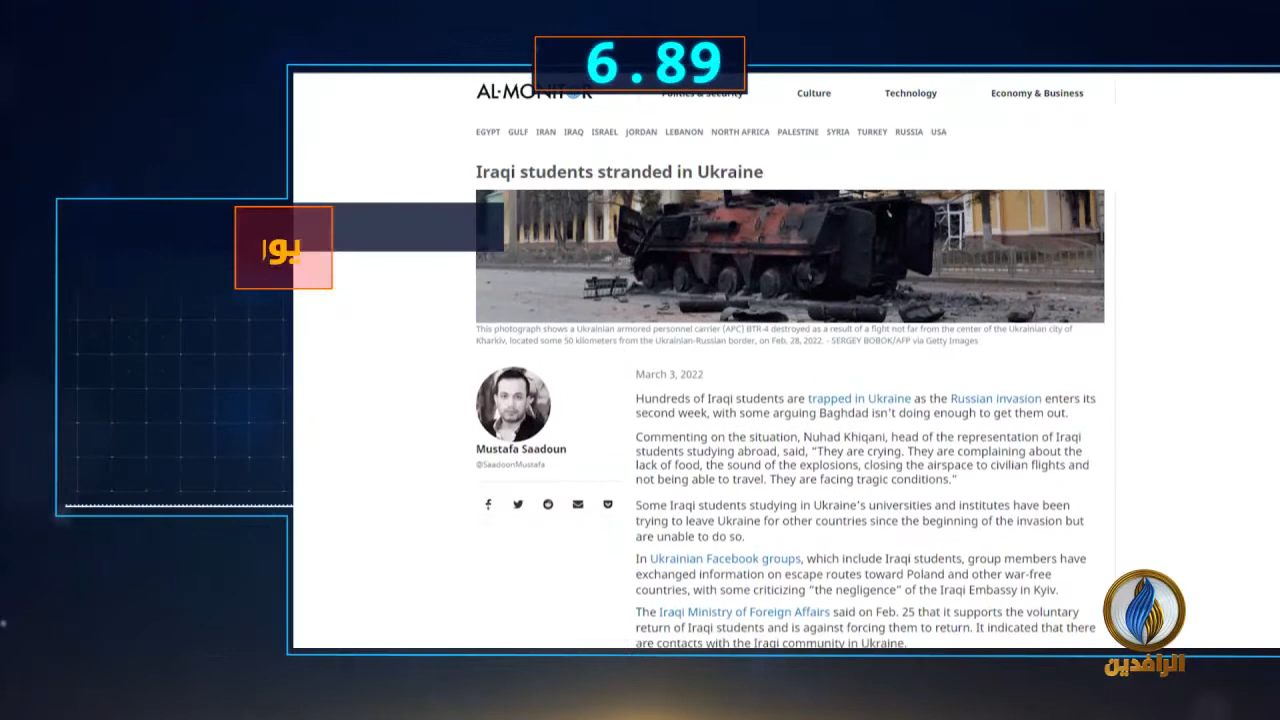 6.89
AL·MONITOR
Politics & Security Culture Technology Economy & Business
EGYPT GULF IRAN IRAQ ISRAEL JORDAN LEBANON NORTH AFRICA PALESTINE SYRIA TURKEY RUSSIA USA
Iraqi students stranded in Ukraine
This photograph shows a Ukrainian armored personnel carrier (APC) BTR-4 destroyed as a result of a fight not far from the center of the Ukrainian city of
Kharkiv, located some 50 kilometers from the Ukrainian-Russian border, on Feb. 28, 2022. - SERGEY BOBOK/AFP via Getty Images
Mustafa Saadoun
@SaadoonMustafa
March 3, 2022
Hundreds of Iraqi students are trapped in Ukraine as the Russian invasion enters its
second week, with some arguing Baghdad isn't doing enough to get them out.
Commenting on the situation, Nuhad Khiqani, head of the representation of Iraqi
students studying abroad, said, "They are crying. They are complaining about the
lack of food, the sound of the explosions, closing the airspace to civilian flights and
not being able to travel. They are facing tragic conditions."
Some Iraqi students studying in Ukraine's universities and institutes have been
trying to leave Ukraine for other countries since the beginning of the invasion but
are unable to do so.
In Ukrainian Facebook groups, which include Iraqi students, group members have
exchanged information on escape routes toward Poland and other war-free
countries, with some criticizing "the negligence" of the Iraqi Embassy in Kyiv.
The Iraqi Ministry of Foreign Affairs said on Feb. 25 that it supports the voluntary
return of Iraqi students and is against forcing them to return. It indicated that there
are contacts with the Iraqi community in Ukraine.
الرافدين